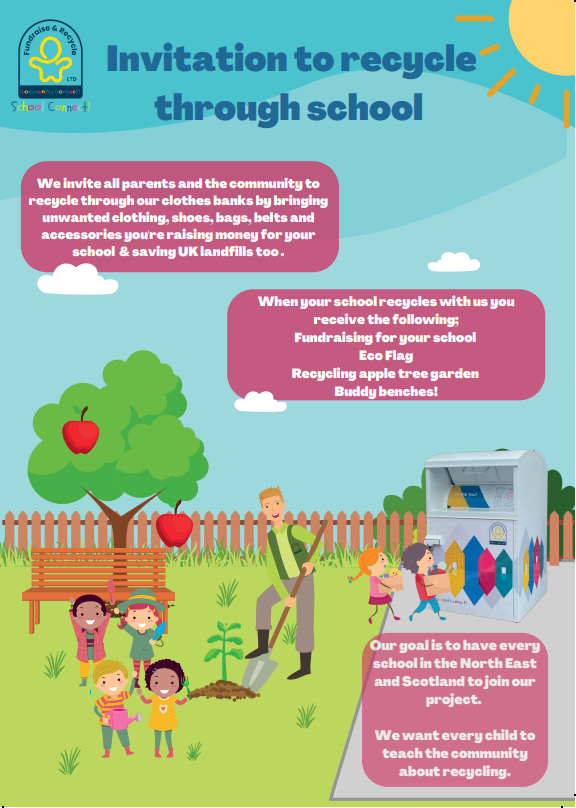 Fundraise & Recycle
LTD
Community Connect
School Connect!
Invitation to recycle
through school
We invite all parents and the community to
recycle through our clothes banks by bringing
unwanted clothing, shoes, bags, belts and
accessories you're raising money for your
school & saving UK landfills too .
When your school recycles with us you
receive the following;
Fundraising for your school
Eco Flag
Recycling apple tree garden
Buddy benches!
THANK YOU!
Our goal is to have every
school in the North East
and Scotland to join our
project.
We want every child to
teach the community
about recycling.